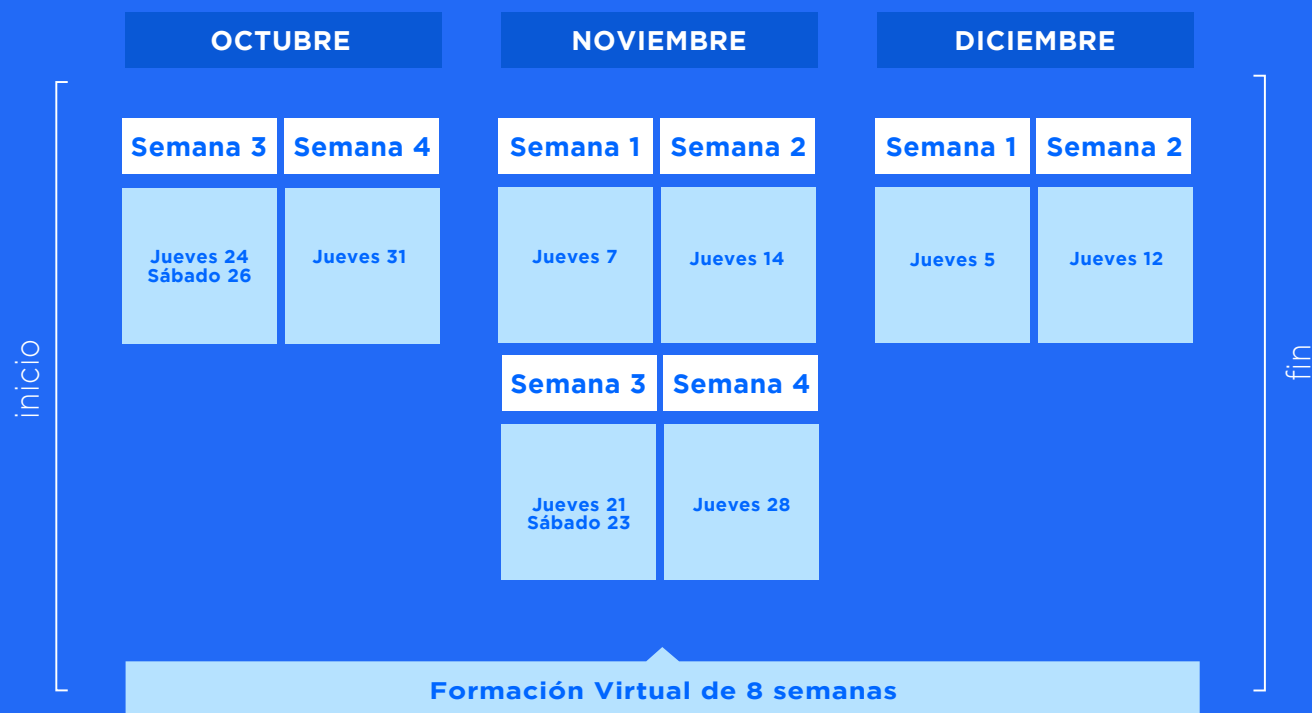 OCTUBRE
NOVIEMBRE
DICIEMBRE
inicio
Semana 3
Semana 4
Semana 1
Semana 2
Semana 1
Semana 2
Jueves 24
Sábado 26
Jueves 31
Jueves 7
Jueves 14
Jueves 5
Jueves 12
Semana 3
Semana 4
Jueves 21
Sábado 23
Jueves 28
fin
Formación Virtual de 8 semanas